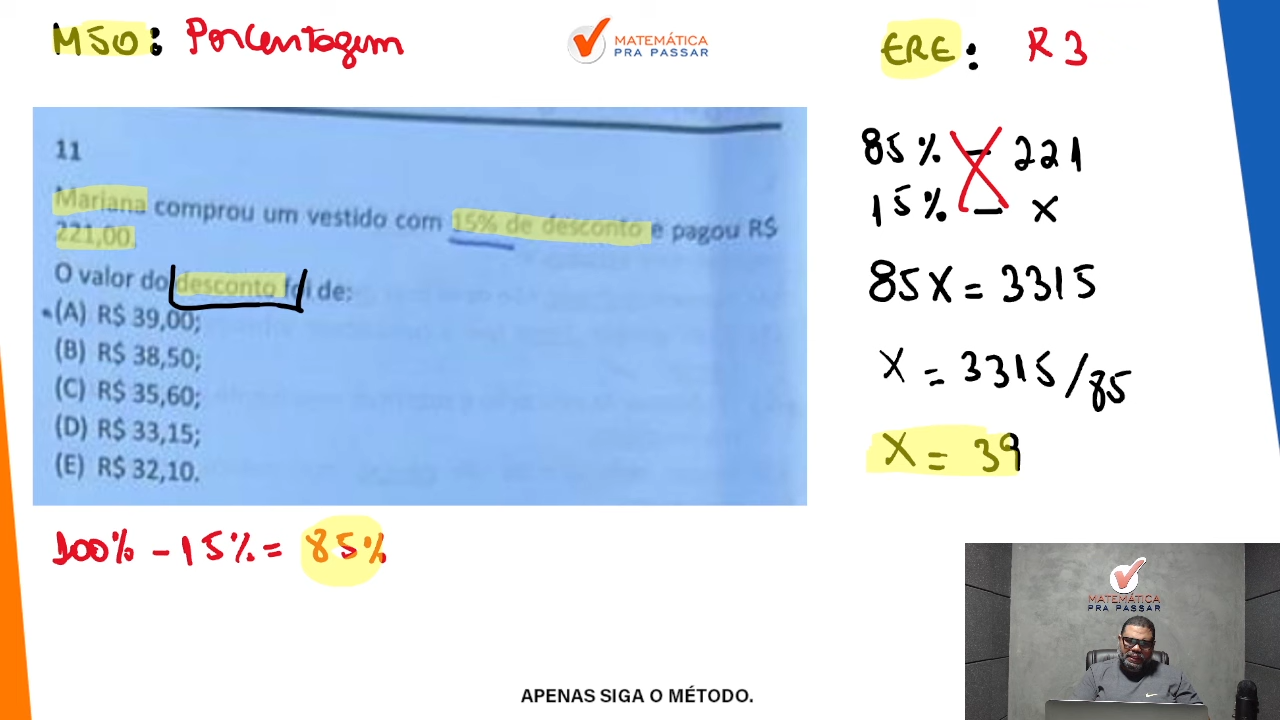 MSO: Porcentagem
MATEMÁTICA
PRA PASSAR
ERE: R3
11
Mariana comprou um vestido com 15% de desconto e pagou R$
221,00.
O valor do desconto foi de:
(A) R$ 39,00;
(B) R$ 38,50;
(C) R$ 35,60;
(D) R$ 33,15;
(E) R$ 32,10.
100% - 15% = 85%
85% - 221
15% - x
85x = 3315
x = 3315/85
x = 39
MATEMÁTICA
PRA PASSAR
APENAS SIGA O MÉTODO.